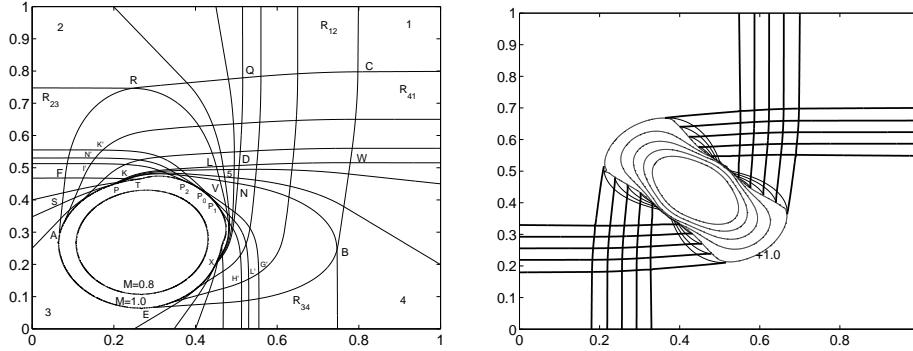 1
0.9
0.8
0.7
0.6
0.5
0.4
0.3
0.2
0.1
0
0 0.2 0.4 0.6 0.8 1
2
R12
1
Q
C
R
R23
R41
K'
N'
I'
F
K
L
D
W
5
S
P
T
P2
V
N
P0
P1
A
B
X
M=0.8
H'
L'
G'
M=1.0
E
R34
3
4
1
0.9
0.8
0.7
0.6
0.5
0.4
0.3
0.2
0.1
0
0 0.2 0.4 0.6 0.8 1
+1.0